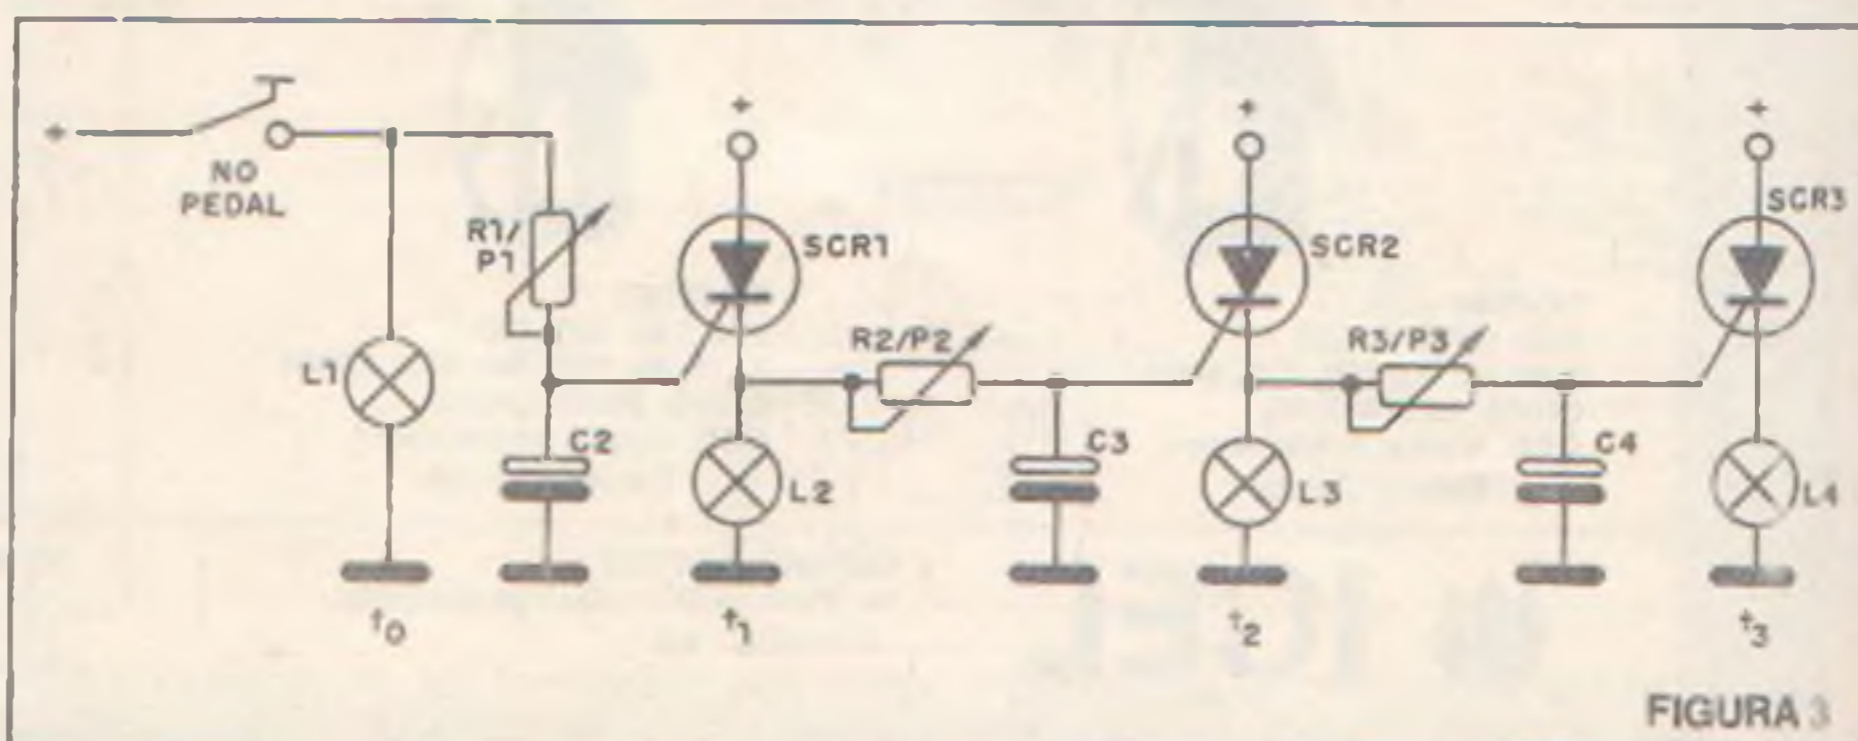 +
+
+
+
NO
PEDAL
R1/
P1
SCR1
SCR2
SCR3
R2/P2
R3/P3
L1
C2
L2
C3
L3
C4
L4
t0
t1
t2
t3
FIGURA 3